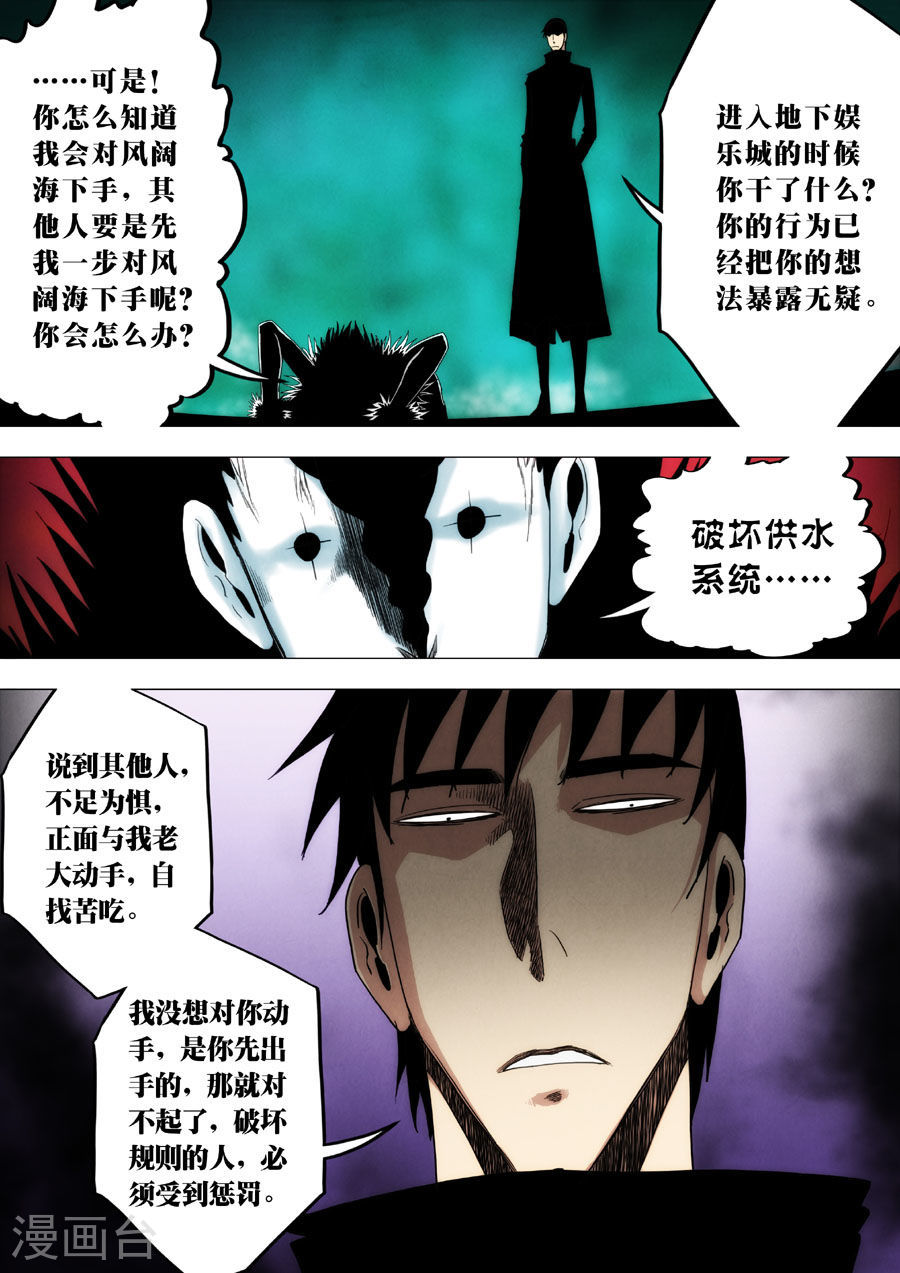 ……可是！
你怎么知道
我会对风阔
海下手，其
他人要是先
我一步对风
阔海下手呢？
你会怎么办？
进入地下娱
乐城的时候
你干了什么？
你的行为已
经把你的想
法暴露无疑。
破坏供水
系统……
说到其他人，
不足为惧，
正面与我老
大动手，自
找苦吃。
我没想对你动
手，是你先出
手的，那就对
不起了，破坏
规则的人，必
须受到惩罚。
漫画台